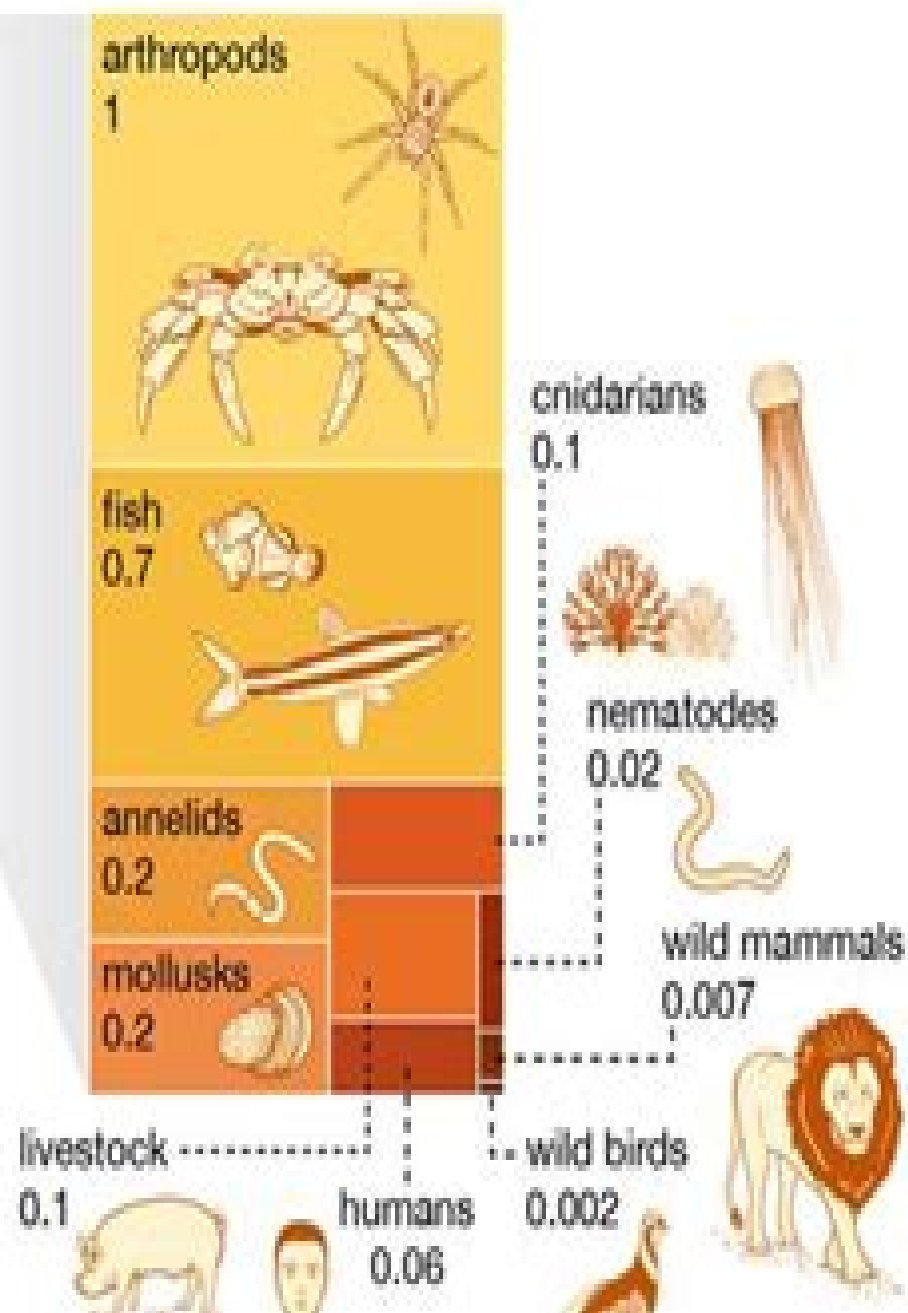 arthropods
1
fish
0.7
annelids
0.2
mollusks
0.2
cnidarians
0.1
nematodes
0.02
wild mammals
0.007
livestock
0.1
humans
0.06
wild birds
0.002